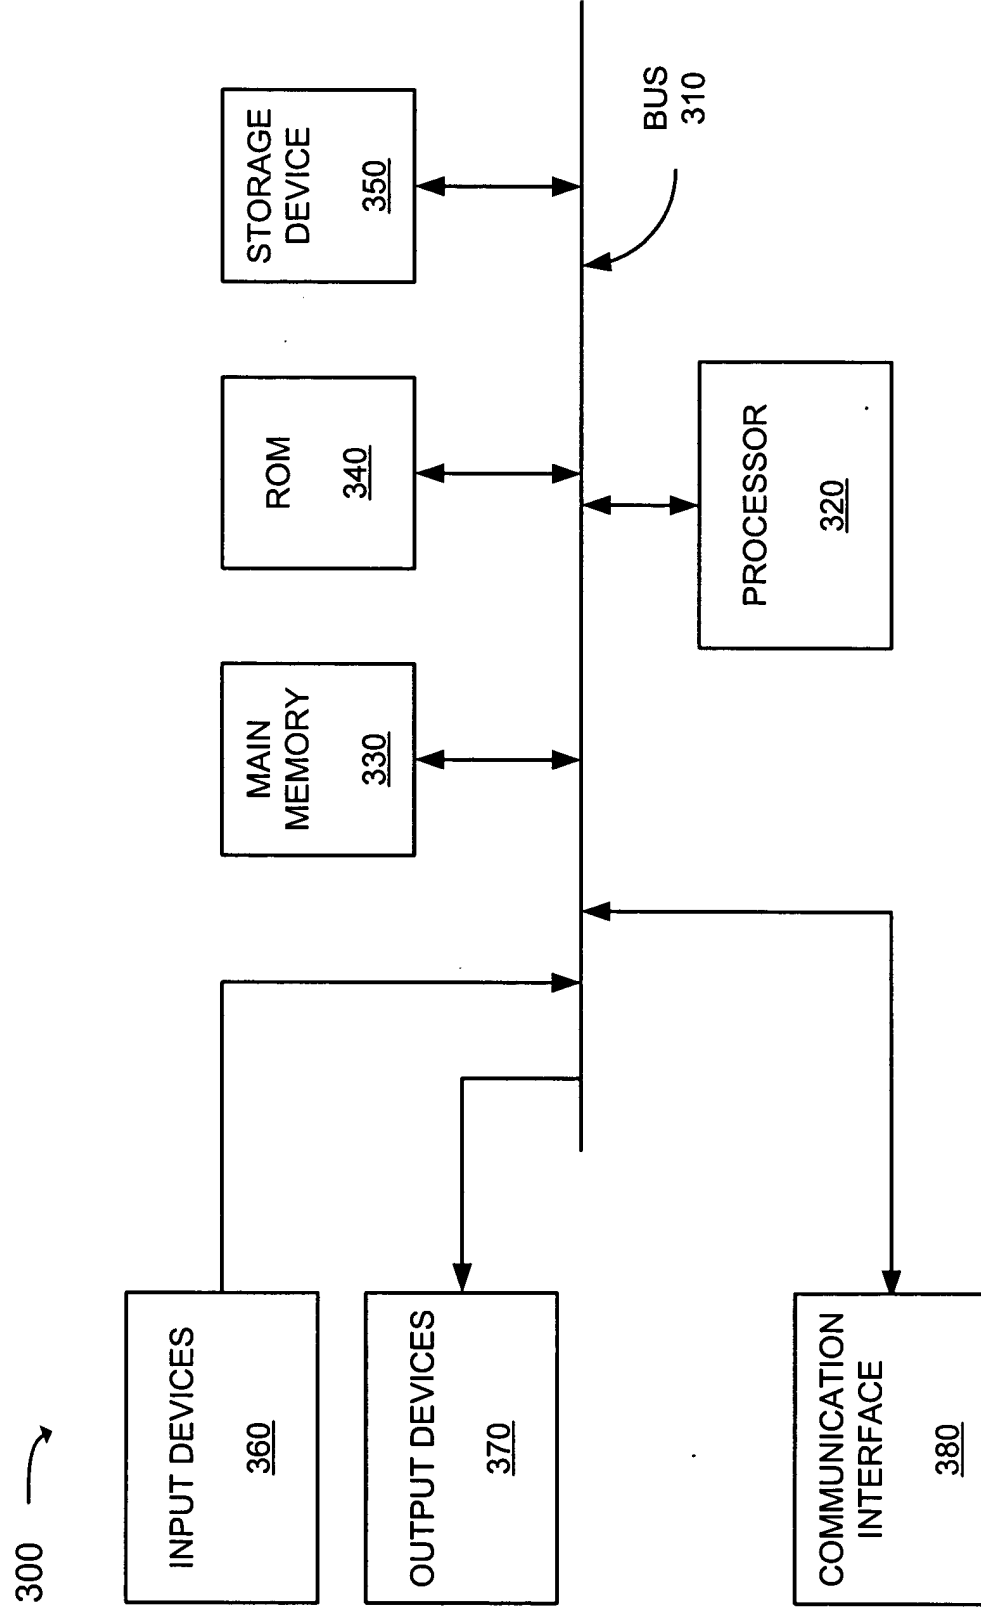 300
INPUT DEVICES
360
OUTPUT DEVICES
370
COMMUNICATION
INTERFACE
380
MAIN
MEMORY
330
ROM
340
STORAGE
DEVICE
350
PROCESSOR
320
BUS
310